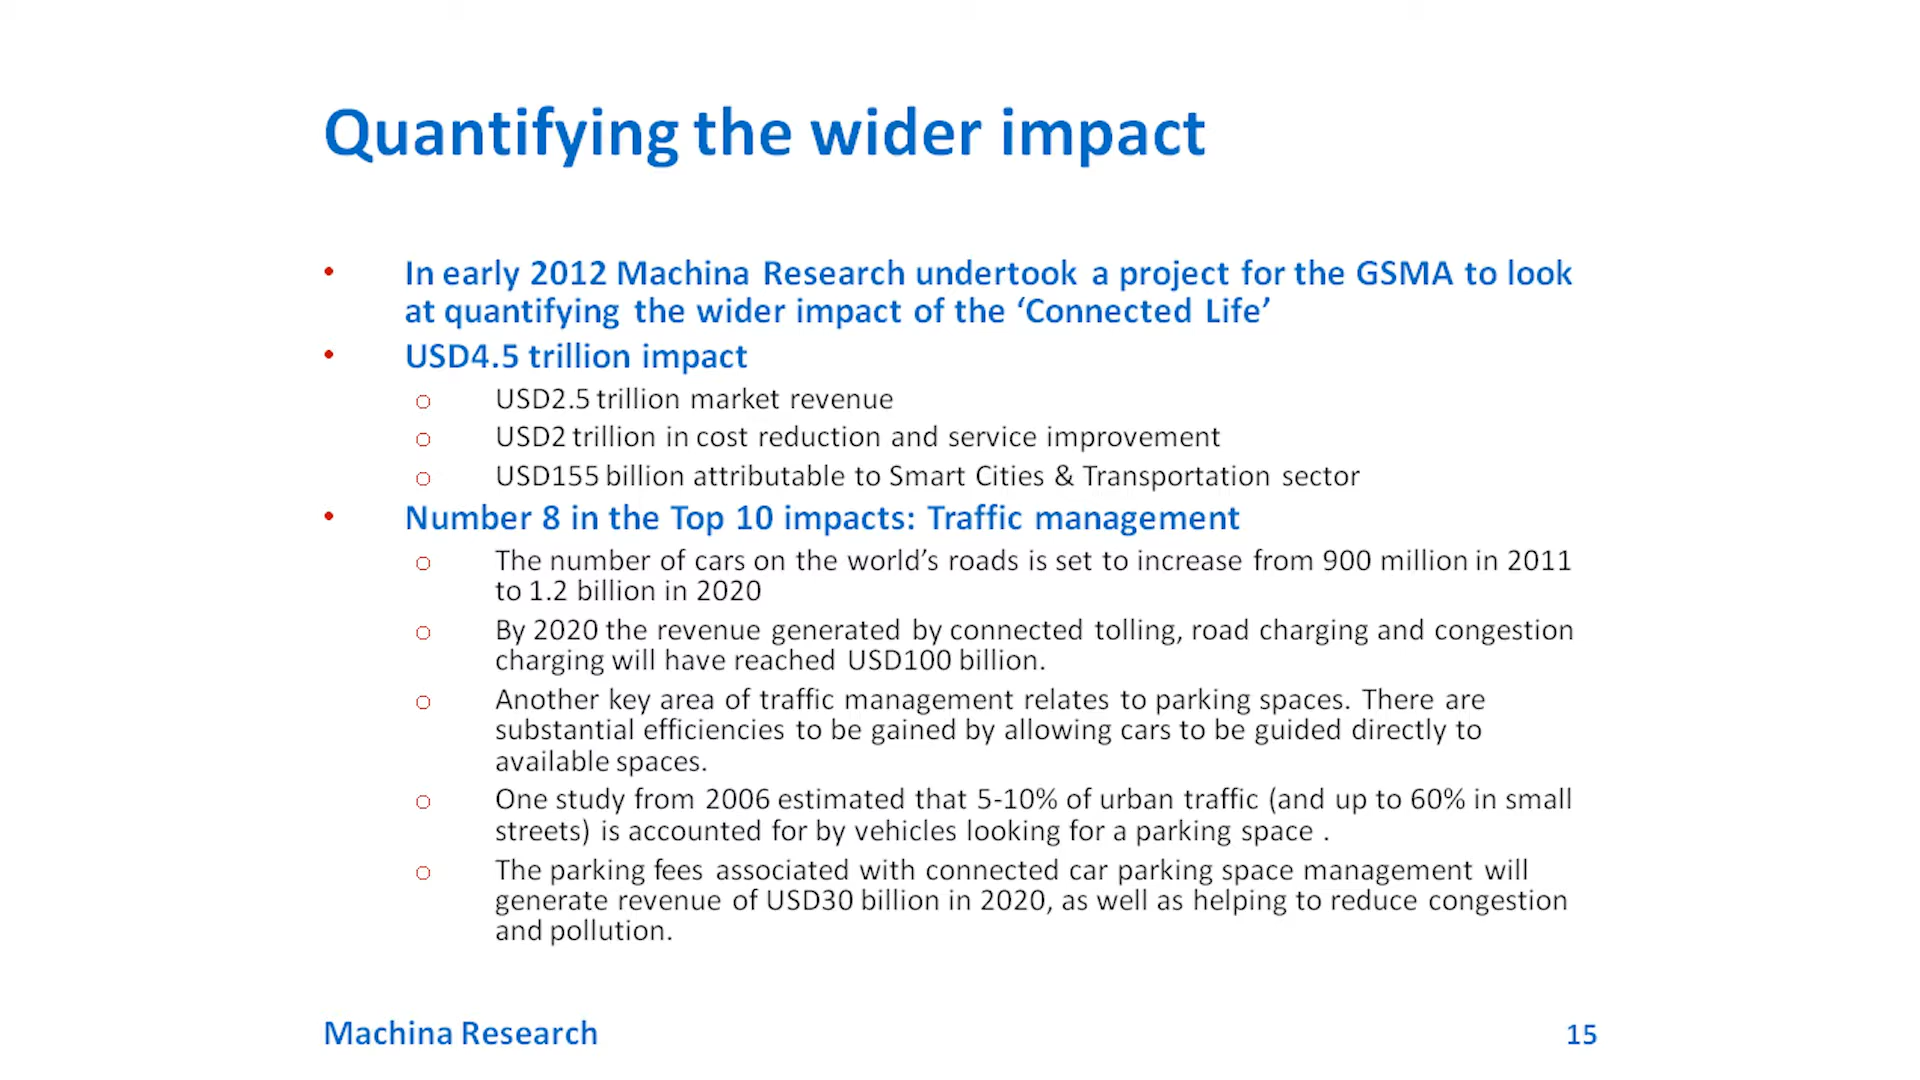 Quantifying the wider impact
• In early 2012 Machina Research undertook a project for the GSMA to look
at quantifying the wider impact of the ‘Connected Life’
• USD4.5 trillion impact
o USD2.5 trillion market revenue
o USD2 trillion in cost reduction and service improvement
o USD155 billion attributable to Smart Cities & Transportation sector
• Number 8 in the Top 10 impacts: Traffic management
o The number of cars on the world’s roads is set to increase from 900 million in 2011
to 1.2 billion in 2020
o By 2020 the revenue generated by connected tolling, road charging and congestion
charging will have reached USD100 billion.
o Another key area of traffic management relates to parking spaces. There are
substantial efficiencies to be gained by allowing cars to be guided directly to
available spaces.
o One study from 2006 estimated that 5-10% of urban traffic (and up to 60% in small
streets) is accounted for by vehicles looking for a parking space .
o The parking fees associated with connected car parking space management will
generate revenue of USD30 billion in 2020, as well as helping to reduce congestion
and pollution.
Machina Research
15